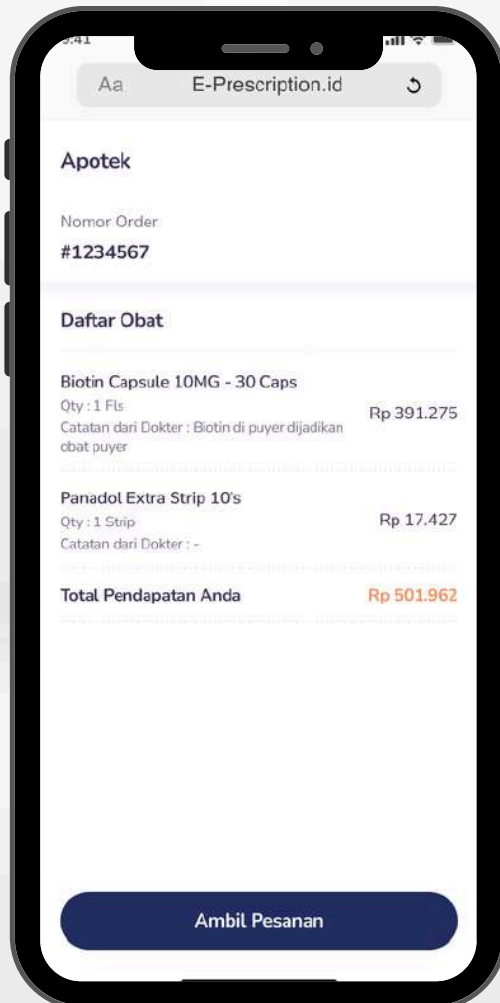 9:41
Aa E-Prescription.id
Apotek
Nomor Order
#1234567
Daftar Obat
Biotin Capsule 10MG - 30 Caps
Qty : 1 Fls
Rp 391.275
Catatan dari Dokter : Biotin di puyer dijadikan
obat puyer
Panadol Extra Strip 10's
Qty : 1 Strip
Rp 17.427
Catatan dari Dokter : -
Total Pendapatan Anda Rp 501.962
Ambil Pesanan